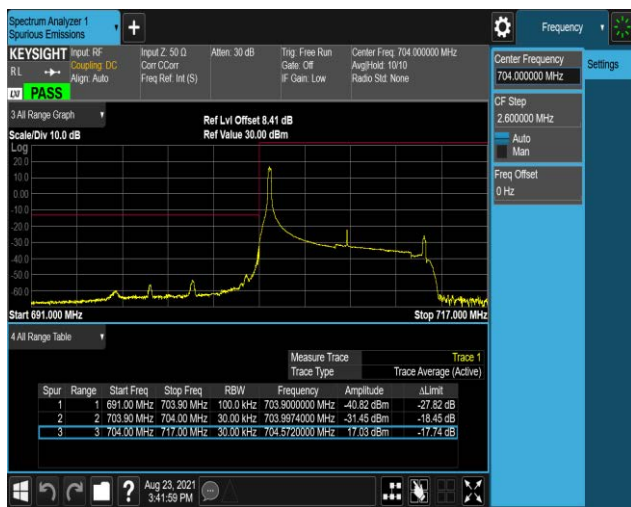 Spectrum Analyzer 1
Spurious Emissions
Frequency
KEYSIGHT Input: RF Input Z: 50 Ω Atten: 30 dB Trig: Free Run Center Freq: 704.000000 MHz
RL Coupling: DC Corr CCorr Gate: Off Avg|Hold: 10/10
Align: Auto Freq Ref: Int (S) IF Gain: Low Radio Std: None
LXI PASS
Center Frequency
704.000000 MHz
Settings
CF Step
2.600000 MHz
Auto
Man
Freq Offset
0 Hz
3 All Range Graph
Ref Lvl Offset 8.41 dB
Scale/Div 10.0 dB Ref Value 30.00 dBm
Log
20.0
10.0
0.00
-10.0
-20.0
-30.0
-40.0
-50.0
-60.0
Start 691.000 MHz Stop 717.000 MHz
4 All Range Table
Measure Trace Trace 1
Trace Type Trace Average (Active)
Spur Range Start Freq Stop Freq RBW Frequency Amplitude ΔLimit
1 1 691.00 MHz 703.90 MHz 100.0 kHz 703.9000000 MHz -40.82 dBm -27.82 dB
2 2 703.90 MHz 704.00 MHz 30.00 kHz 703.9974000 MHz -31.45 dBm -18.45 dB
3 3 704.00 MHz 717.00 MHz 30.00 kHz 704.5720000 MHz 17.03 dBm -17.74 dB
Aug 23, 2021
3:41:59 PM